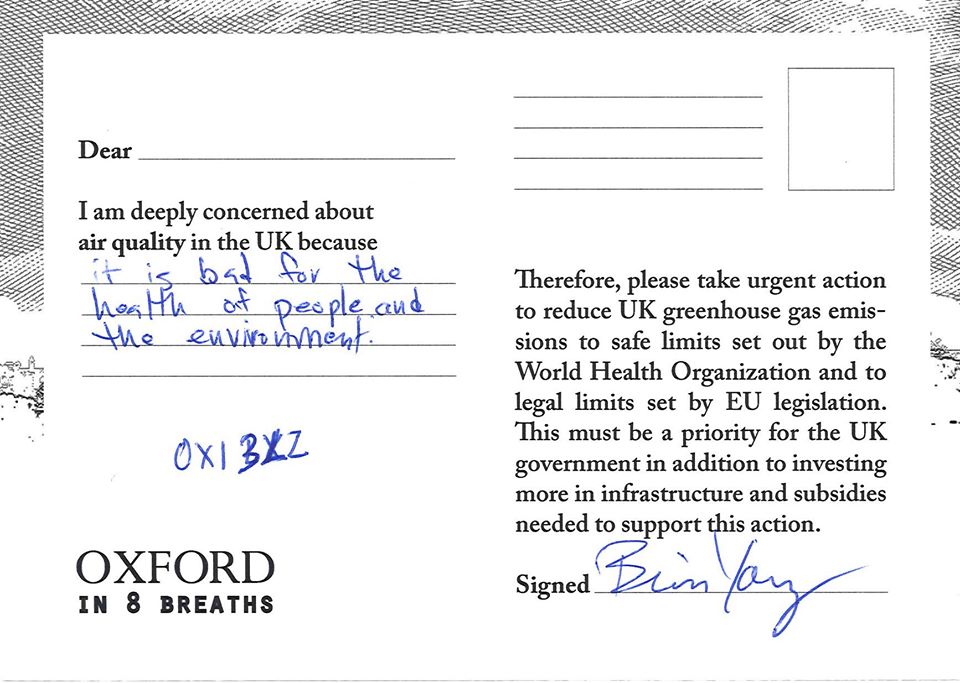 Dear
I am deeply concerned about
air quality in the UK because
it is bad for the
health of people and
the environment.
OX1
OXFORD
IN 8 BREATHS
Therefore, please take urgent action
to reduce UK greenhouse gas emis-
sions to safe limits set out by the
World Health Organization and to
legal limits set by EU legislation.
This must be a priority for the UK
government in addition to investing
more in infrastructure and subsidies
needed to support this action.
Signed